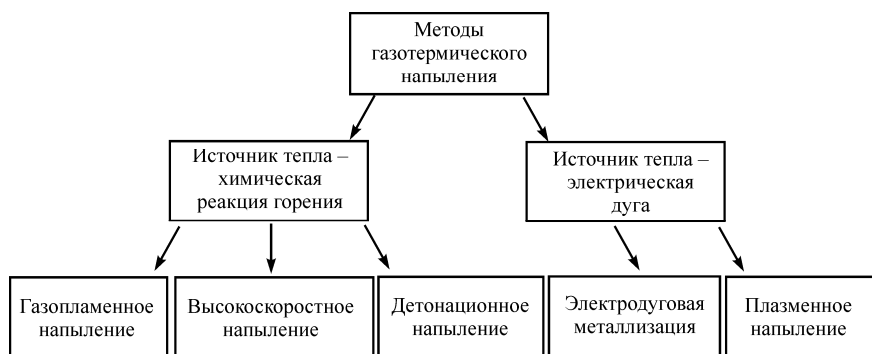 Методы
газотермического
напыления
Источник тепла –
химическая
реакция горения
Источник тепла –
электрическая
дуга
Газопламенное
напыление
Высокоскоростное
напыление
Детонационное
напыление
Электродуговая
металлизация
Плазменное
напыление